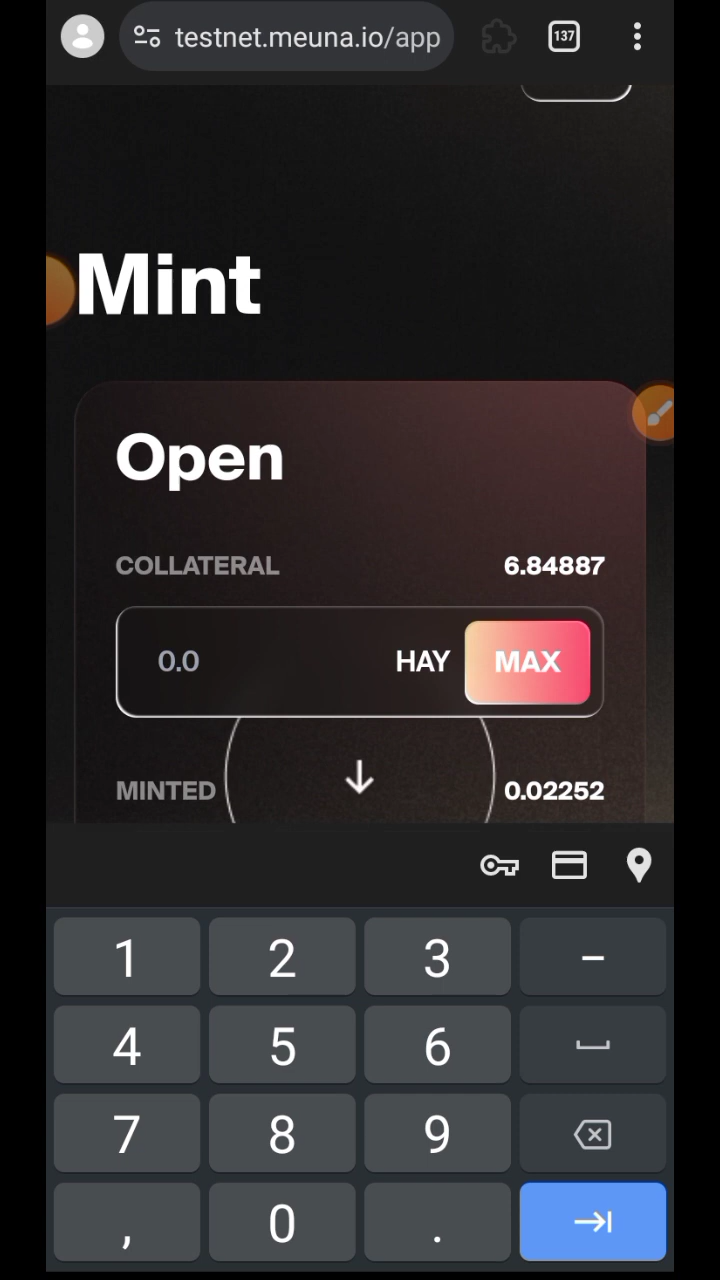 testnet.meuna.io/app
137
Mint
Open
COLLATERAL 6.84887
0.0 HAY MAX
MINTED 0.02252
1 2 3 –
4 5 6
7 8 9
, 0 .